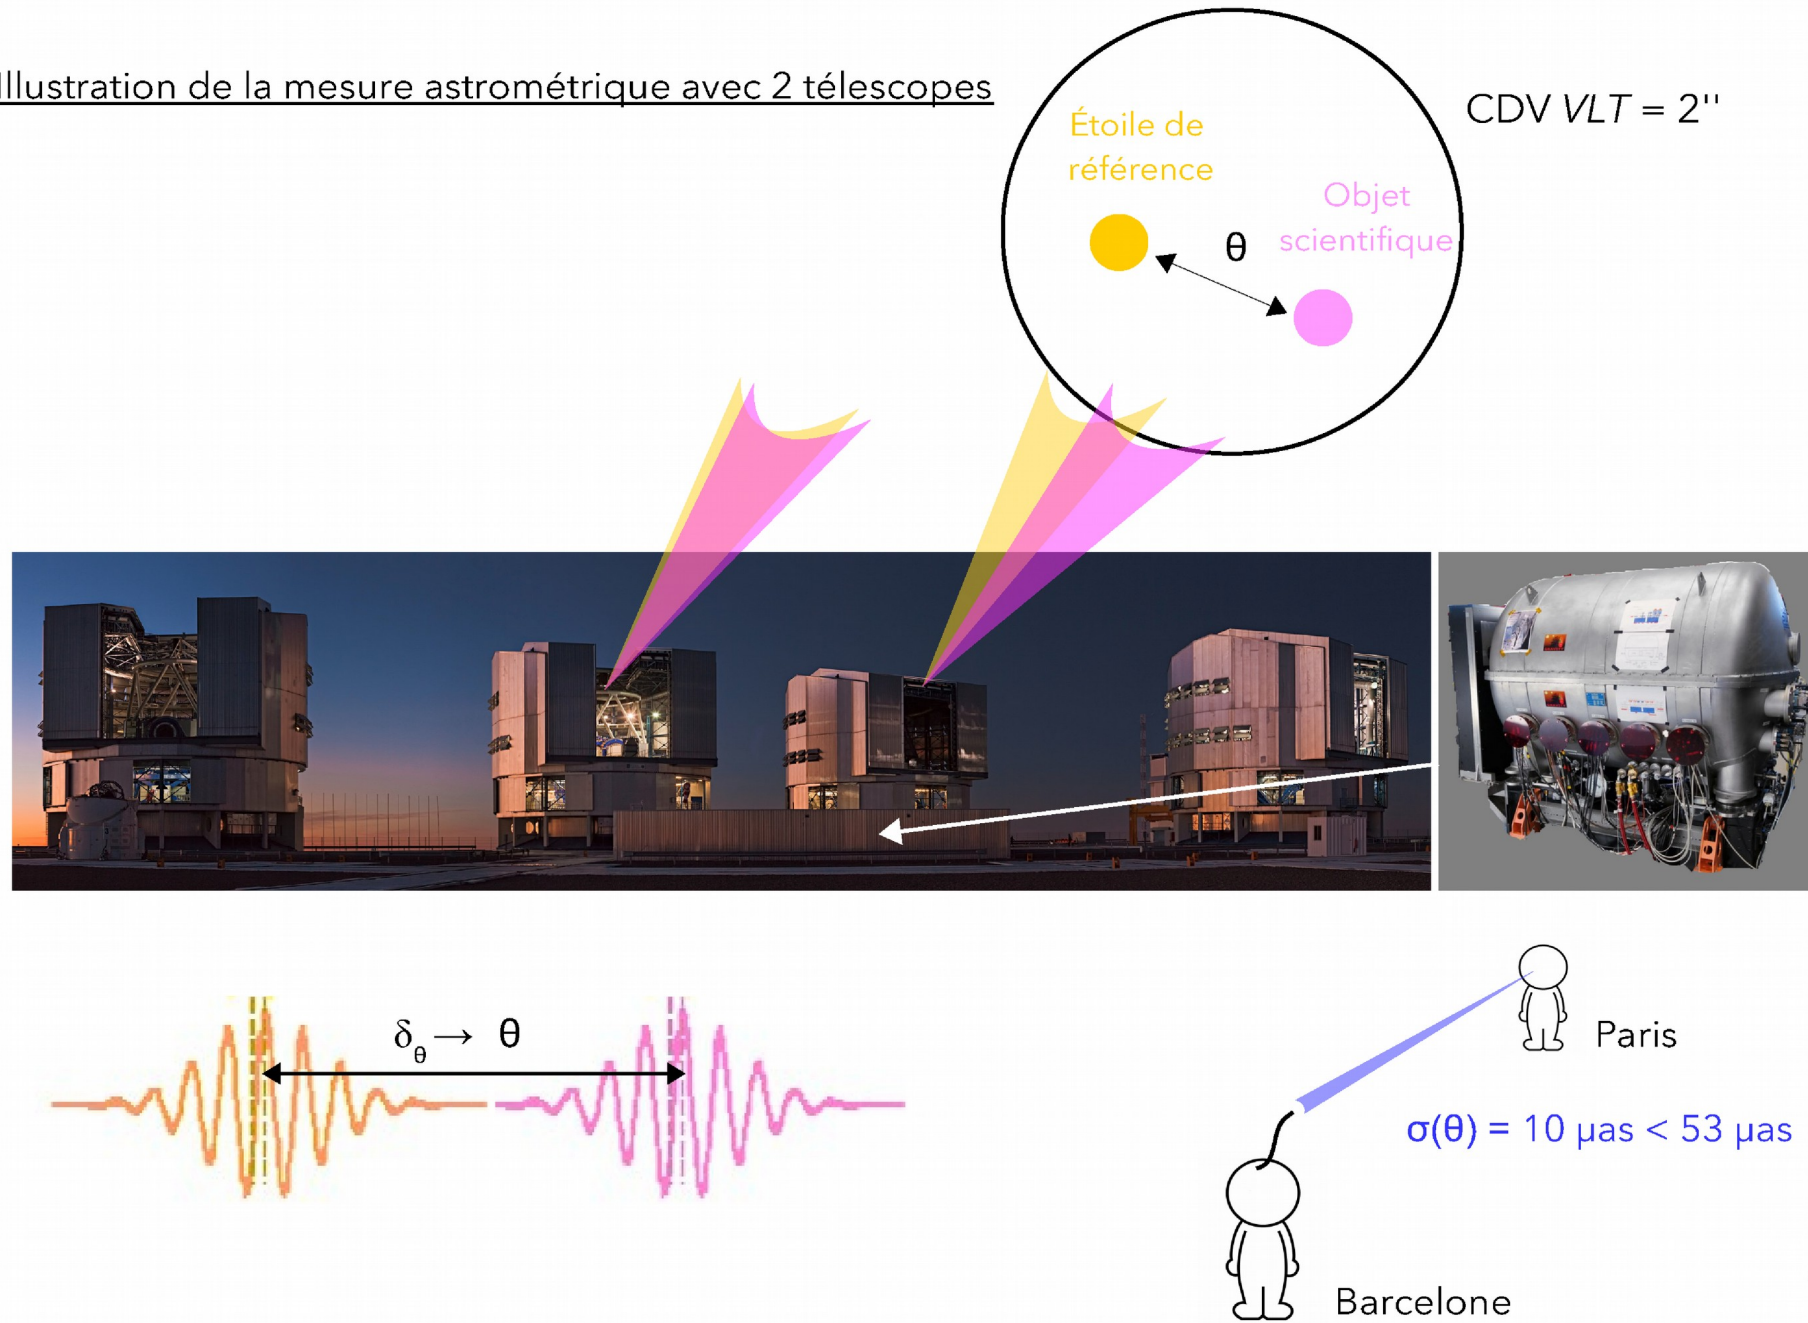 Illustration de la mesure astrométrique avec 2 télescopes
CDV VLT = 2''
Étoile de
référence
Objet
scientifique
θ
δθ → θ
Paris
σ(θ) = 10 µas < 53 µas
Barcelone